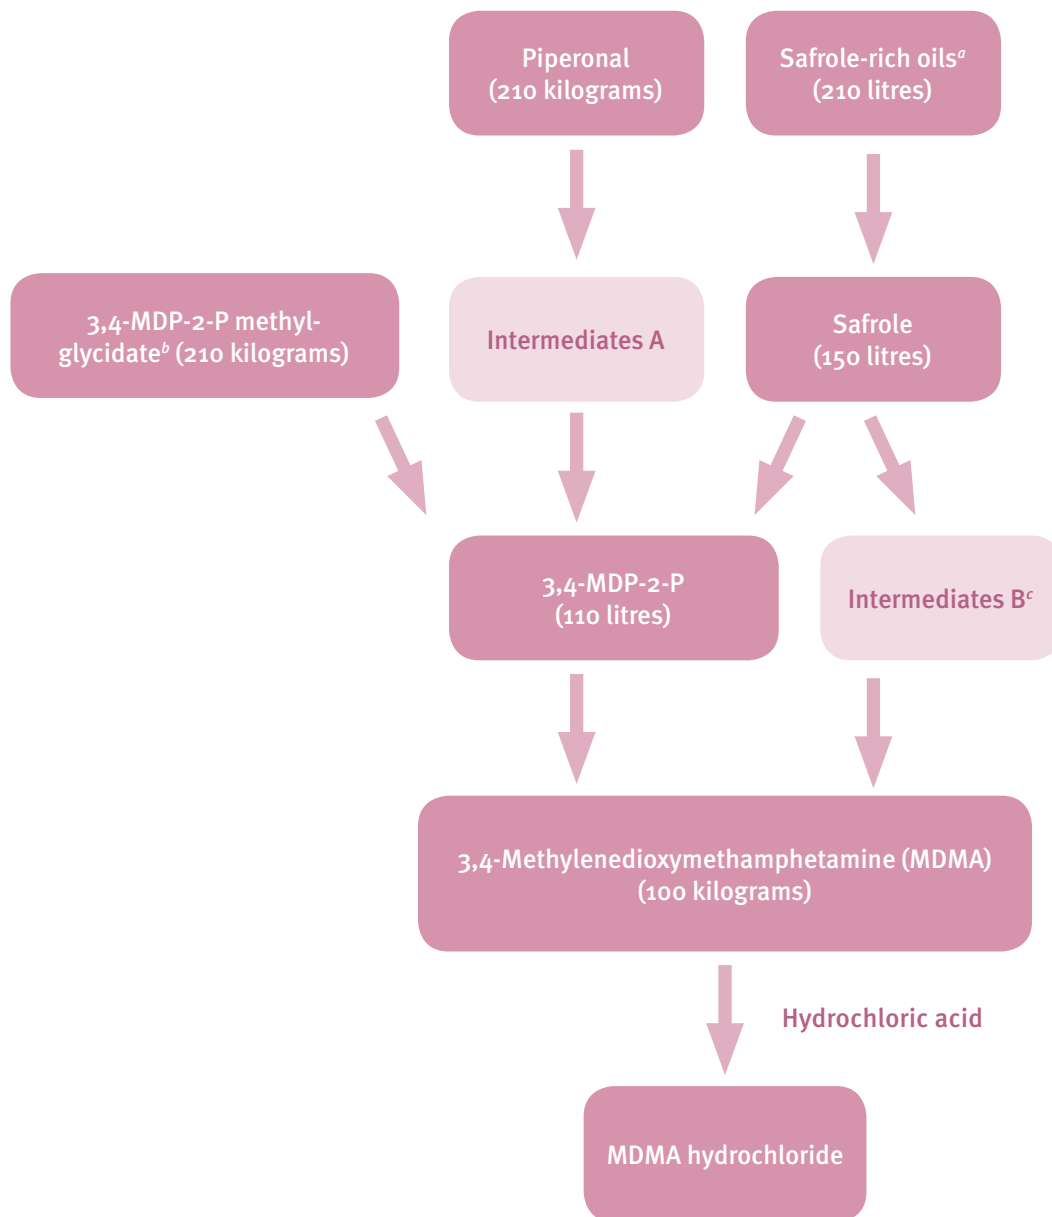 Piperonal
(210 kilograms)
Safrole-rich oilsᵃ
(210 litres)
3,4-MDP-2-P methyl-
glycidateᵇ (210 kilograms)
Intermediates A
Safrole
(150 litres)
3,4-MDP-2-P
(110 litres)
Intermediates Bᶜ
3,4-Methylenedioxymethamphetamine (MDMA)
(100 kilograms)
Hydrochloric acid
MDMA hydrochloride